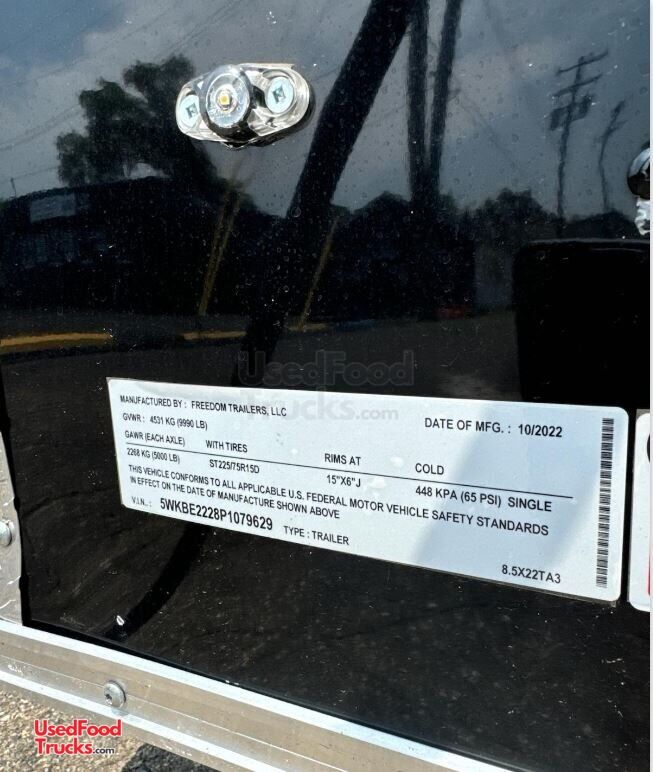 UsedFood
Trucks.com
MANUFACTURED BY : FREEDOM TRAILERS, LLC
DATE OF MFG. : 10/2022
GVWR : 4531 KG (9990 LB)
GAWR (EACH AXLE) WITH TIRES RIMS AT COLD
2268 KG (5000 LB) ST225/75R15D 15"X6"J 448 KPA (65 PSI) SINGLE
THIS VEHICLE CONFORMS TO ALL APPLICABLE U.S. FEDERAL MOTOR VEHICLE SAFETY STANDARDS
IN EFFECT ON THE DATE OF MANUFACTURE SHOWN ABOVE
V.I.N.: 5WKBE2228P1079629 TYPE : TRAILER
8.5X22TA3
UsedFood
Trucks.com